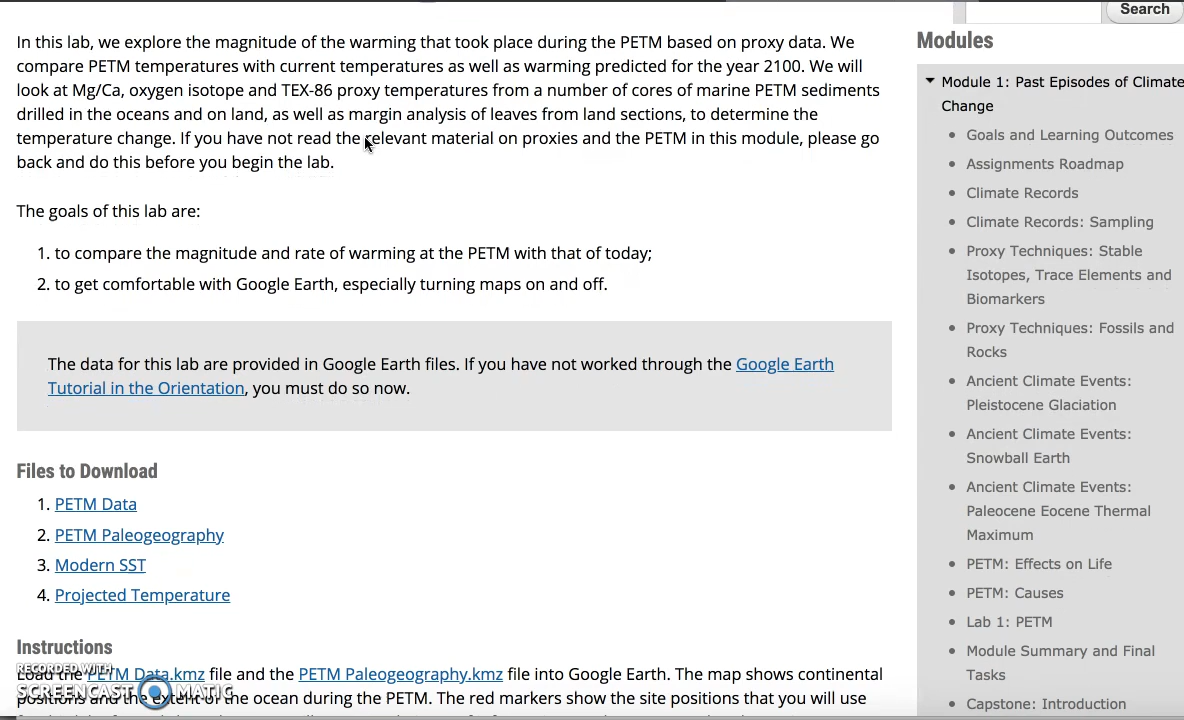 Search
In this lab, we explore the magnitude of the warming that took place during the PETM based on proxy data. We
compare PETM temperatures with current temperatures as well as warming predicted for the year 2100. We will
look at Mg/Ca, oxygen isotope and TEX-86 proxy temperatures from a number of cores of marine PETM sediments
drilled in the oceans and on land, as well as margin analysis of leaves from land sections, to determine the
temperature change. If you have not read the relevant material on proxies and the PETM in this module, please go
back and do this before you begin the lab.
The goals of this lab are:
1. to compare the magnitude and rate of warming at the PETM with that of today;
2. to get comfortable with Google Earth, especially turning maps on and off.
The data for this lab are provided in Google Earth files. If you have not worked through the Google Earth
Tutorial in the Orientation, you must do so now.
Files to Download
1. PETM Data
2. PETM Paleogeography
3. Modern SST
4. Projected Temperature
Instructions
Load the PETM Data.kmz file and the PETM Paleogeography.kmz file into Google Earth. The map shows continental
positions and the extent of the ocean during the PETM. The red markers show the site positions that you will use
RECORDED WITH
SCREENCAST MATIC
Modules
Module 1: Past Episodes of Climate
Change
Goals and Learning Outcomes
Assignments Roadmap
Climate Records
Climate Records: Sampling
Proxy Techniques: Stable
Isotopes, Trace Elements and
Biomarkers
Proxy Techniques: Fossils and
Rocks
Ancient Climate Events:
Pleistocene Glaciation
Ancient Climate Events:
Snowball Earth
Ancient Climate Events:
Paleocene Eocene Thermal
Maximum
PETM: Effects on Life
PETM: Causes
Lab 1: PETM
Module Summary and Final
Tasks
Capstone: Introduction